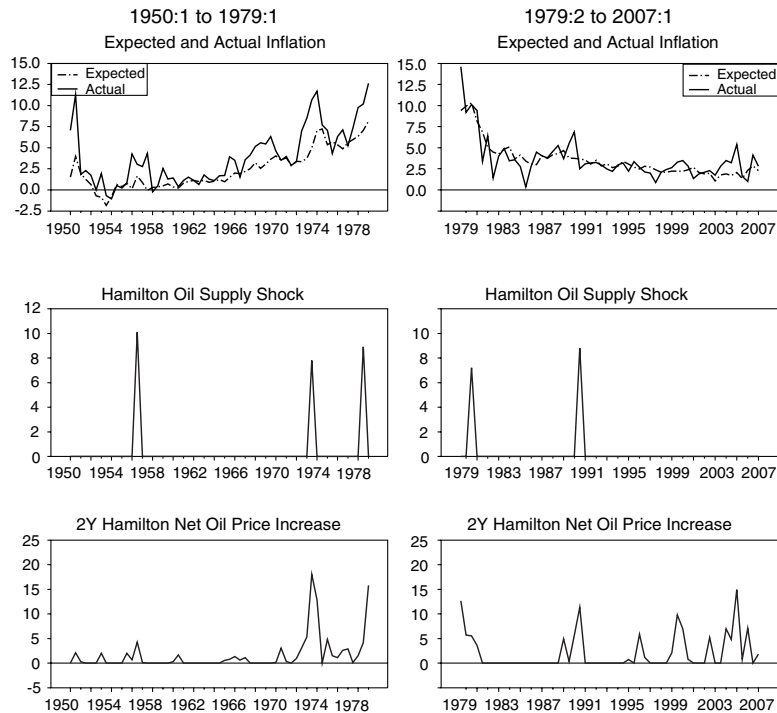 1950:1 to 1979:1
Expected and Actual Inflation
15.0
12.5
10.0
7.5
5.0
2.5
0.0
-2.5
Expected
Actual
1950 1954 1958 1962 1966 1970 1974 1978
1979:2 to 2007:1
Expected and Actual Inflation
15.0
12.5
10.0
7.5
5.0
2.5
0.0
Expected
Actual
1979 1983 1987 1991 1995 1999 2003 2007
Hamilton Oil Supply Shock
12
10
8
6
4
2
0
1950 1954 1958 1962 1966 1970 1974 1978
Hamilton Oil Supply Shock
12
10
8
6
4
2
0
1979 1983 1987 1991 1995 1999 2003 2007
2Y Hamilton Net Oil Price Increase
25
20
15
10
5
0
-5
1950 1954 1958 1962 1966 1970 1974 1978
2Y Hamilton Net Oil Price Increase
25
20
15
10
5
0
-5
1979 1983 1987 1991 1995 1999 2003 2007